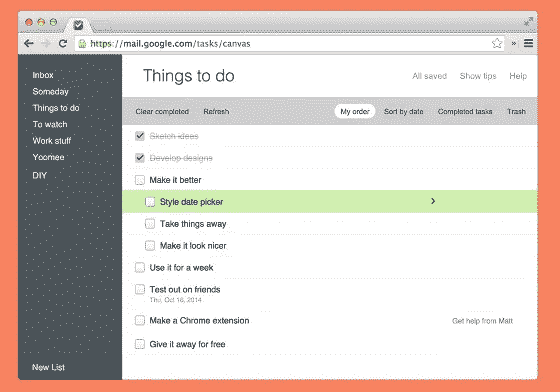 https://mail.google.com/tasks/canvas
Inbox
Someday
Things to do
To watch
Work stuff
Yoomee
DIY
New List
Things to do
All saved Show tips Help
Clear completed Refresh My order Sort by date Completed tasks Trash
Sketch ideas
Develop designs
Make it better
Style date picker
Take things away
Make it look nicer
Use it for a week
Test out on friends
Thu, Oct 16, 2014
Make a Chrome extension Get help from Matt
Give it away for free